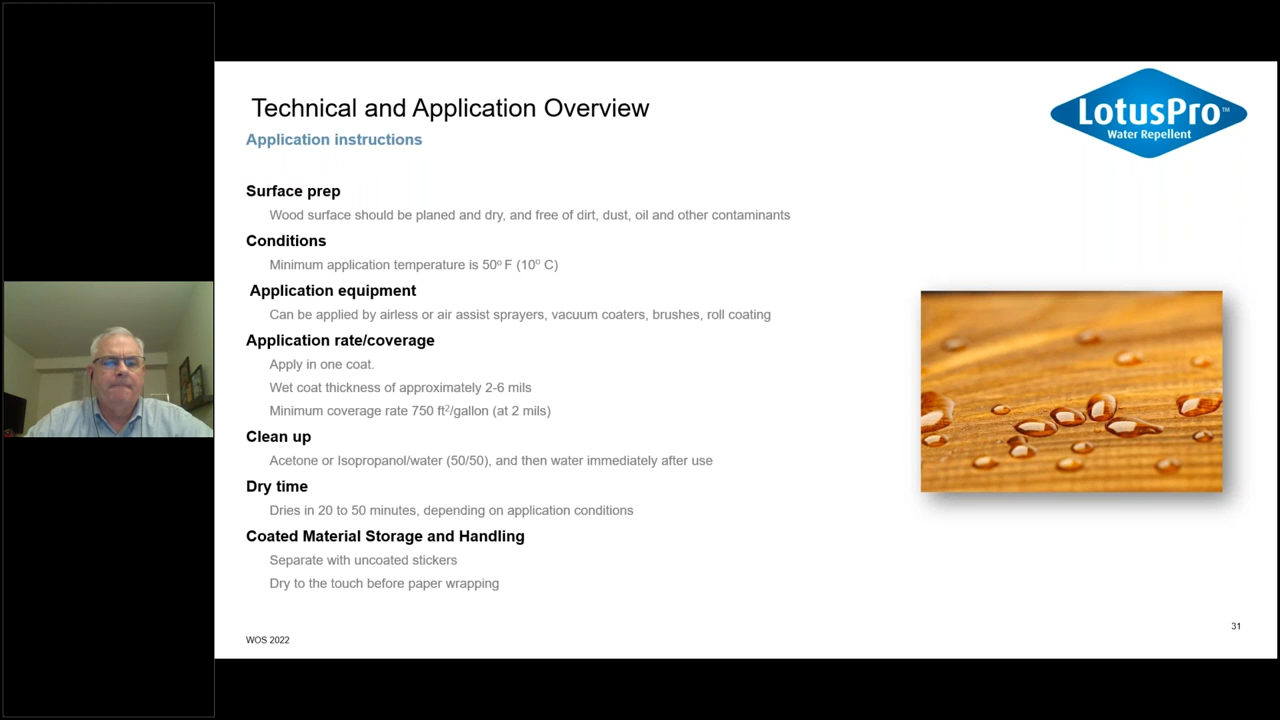 Technical and Application Overview
LotusPro™
Water Repellent
Application instructions
Surface prep
Wood surface should be planed and dry, and free of dirt, dust, oil and other contaminants
Conditions
Minimum application temperature is 50º F (10⁰ C)
Application equipment
Can be applied by airless or air assist sprayers, vacuum coaters, brushes, roll coating
Application rate/coverage
Apply in one coat.
Wet coat thickness of approximately 2-6 mils
Minimum coverage rate 750 ft²/gallon (at 2 mils)
Clean up
Acetone or Isopropanol/water (50/50), and then water immediately after use
Dry time
Dries in 20 to 50 minutes, depending on application conditions
Coated Material Storage and Handling
Separate with uncoated stickers
Dry to the touch before paper wrapping
31
WOS 2022